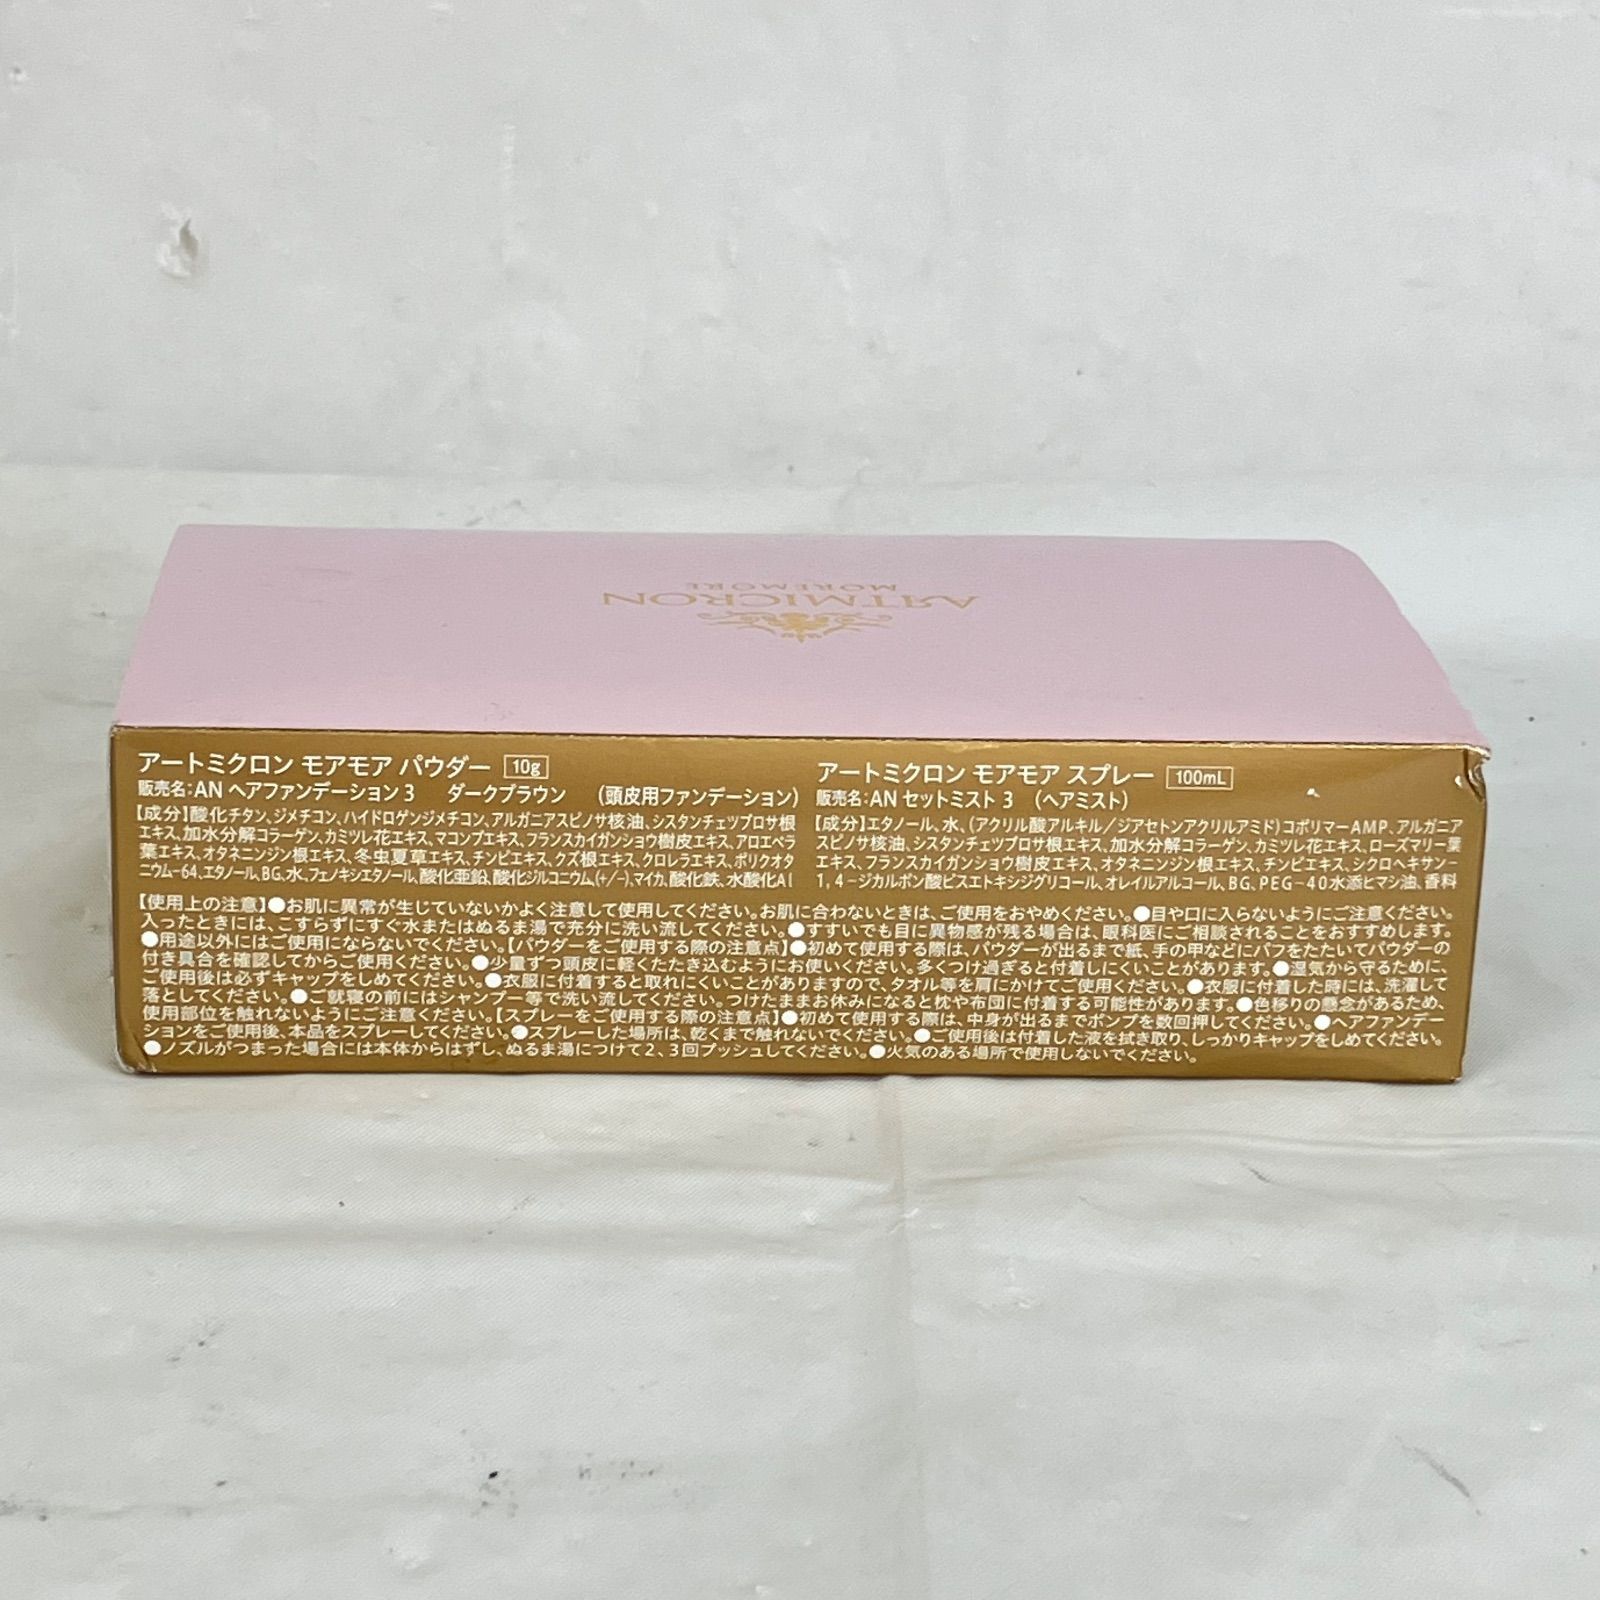 ARTMICRON
MOREMORE
アートミクロン モアモア パウダー 10g
販売名:AN ヘアファンデーション 3 ダークブラウン (頭皮用ファンデーション)
【成分】酸化チタン、ジメチコン、ハイドロゲンジメチコン、アルガニアスピノサ核油、システンチェツブロサ根
エキス、加水分解コラーゲン、カミツレ花エキス、マコンブエキス、フランスカイガンショウ樹皮エキス、アロエベラ
葉エキス、オタネニンジン根エキス、冬虫夏草エキス、チンピエキス、クズ根エキス、クロレラエキス、ポリクオタ
ニウム-64、エタノール、BG、水、フェノキシエタノール、酸化亜鉛、酸化ジルコニウム、(+/-)、マイカ、酸化鉄、水酸化Al
アートミクロン モアモア スプレー 100mL
販売名:AN セットミスト 3 (ヘアミスト)
【成分】エタノール、水、(アクリル酸アルキル/ジアセトンアクリルアミド)コポリマーAMP、アルガニア
スピノサ核油、シスタンチェツブロサ根エキス、加水分解コラーゲン、カミツレ花エキス、ローズマリー葉
エキス、フランスカイガンショウ樹皮エキス、オタネニンジン根エキス、チンピエキス、シクロヘキサン-
1,4-ジカルボン酸ビスエトキシジグリコール、オレイルアルコール、BG、PEG-40水添ヒマシ油、香料
【使用上の注意】●お肌に異常が生じていないかよく注意して使用してください。お肌に合わないときは、ご使用をおやめください。●目や口に入らないようにご注意ください。
入ったときには、こすらずにすぐ水またはぬるま湯で充分に洗い流してください。●すすいでも目に異物感が残る場合は、眼科医にご相談されることをおすすめします。
●用途以外にはご使用にならないでください。【パウダーをご使用する際の注意点】●初めて使用する際は、パウダーが出るまで紙、手の甲などにパフをたたいてパウダーの
付き具合を確認してからご使用ください。●少量ずつ頭皮に軽くたたき込むようにお使いください。多くつけ過ぎると付着しにくいことがあります。●湿気から守るために、
ご使用後は必ずキャップをしめてください。●衣服に付着すると取れにくいことがありますので、タオル等を肩にかけてご使用ください。●衣服に付着した時には、洗濯して
落としてください。●ご就寝の前にはシャンプー等で洗い流してください。つけたままお休みになると枕や布団に付着する可能性があります。●色移りの懸念があるため、
使用部位を触れないようにご注意ください。【スプレーをご使用する際の注意点】●初めて使用する際は、中身が出るまでポンプを数回押してください。●ヘアファンデー
ションをご使用後、本品をスプレーしてください。●スプレーした場所は、乾くまで触れないでください。●ご使用後は付着した液を拭き取り、しっかりキャップをしめてください。
●ノズルがつまった場合には本体からはずし、ぬるま湯につけて2、3回プッシュしてください。●火気のある場所で使用しないでください。